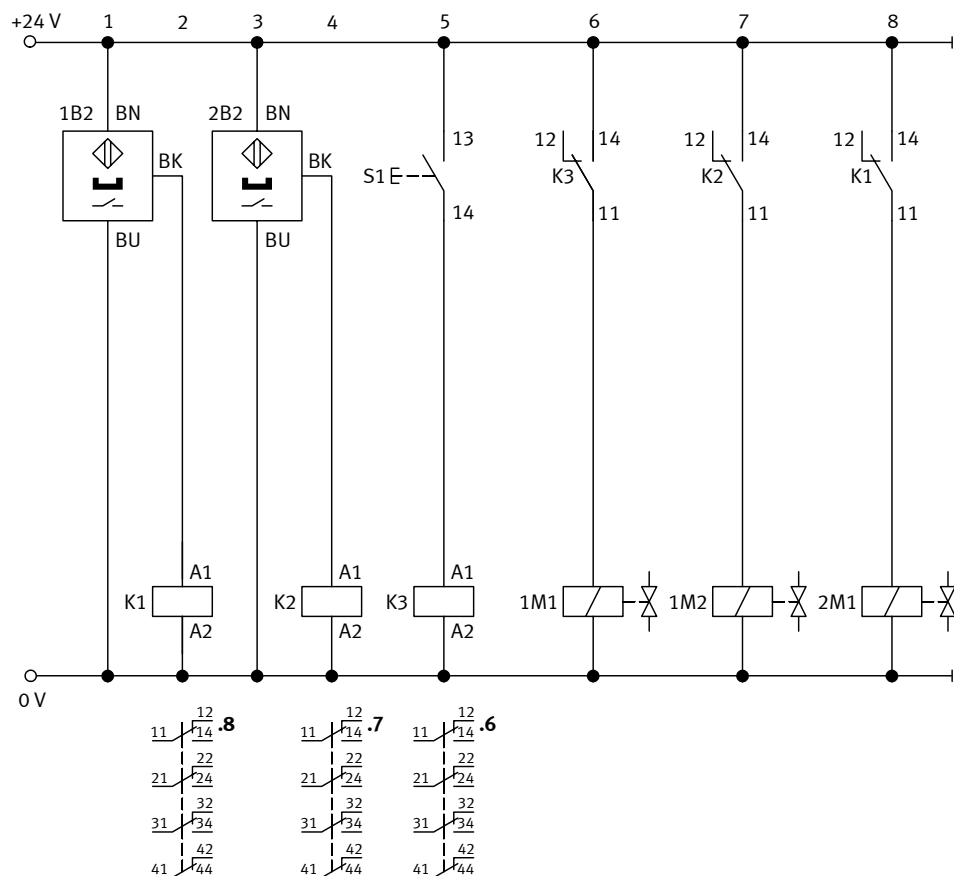 +24 V 1 2 3 4 5 6 7 8
1B2 BN 2B2 BN
13 12 14 12 14 12 14
BK BK S1 K3 K2 K1
14 11 11 11
BU BU
A1 A1 A1
K1 K2 K3 1M1 1M2 2M1
A2 A2 A2
0 V
12 12 12
11 14 .8 11 14 .7 11 14 .6
22 22 22
21 24 21 24 21 24
32 32 32
31 34 31 34 31 34
42 42 42
41 44 41 44 41 44